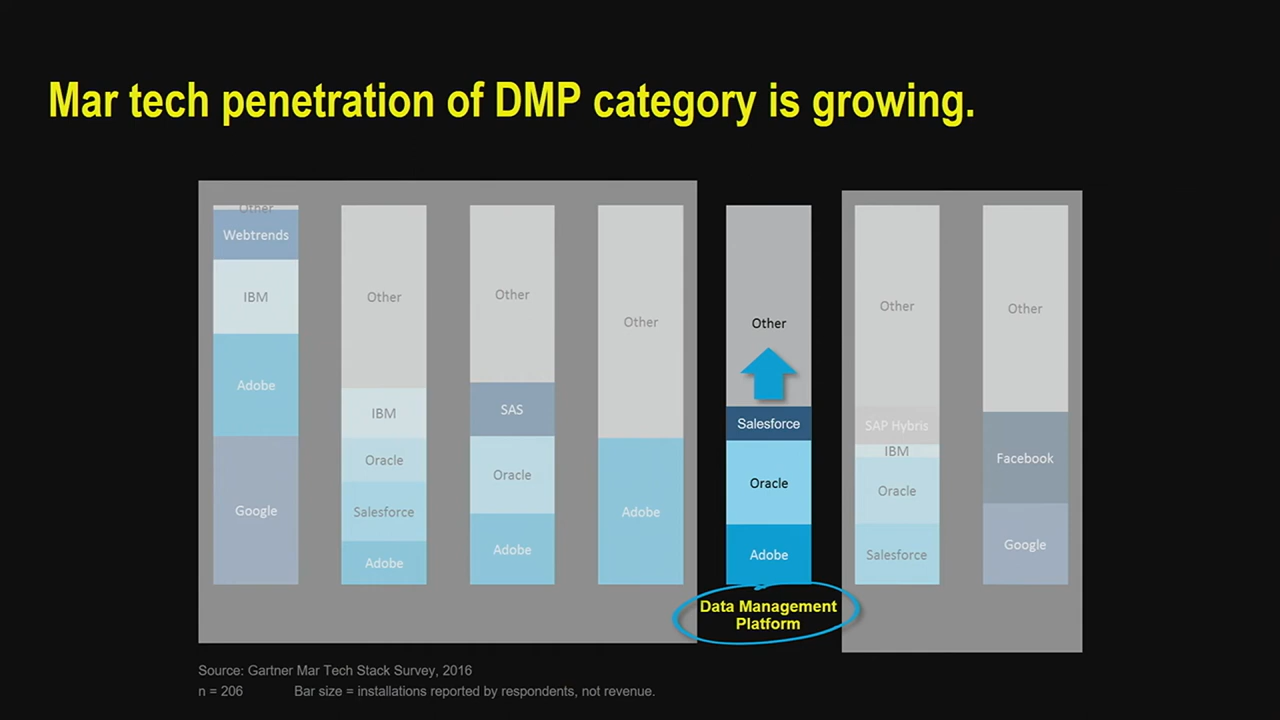 Mar tech penetration of DMP category is growing.
Other
Webtrends
IBM
Adobe
Google
Other
IBM
Oracle
Salesforce
Adobe
Other
SAS
Oracle
Adobe
Other
Adobe
Other
Salesforce
Oracle
Adobe
Data Management
Platform
Other
SAP Hybris
IBM
Oracle
Salesforce
Other
Facebook
Google
Source: Gartner Mar Tech Stack Survey, 2016
n = 206 Bar size = installations reported by respondents, not revenue.